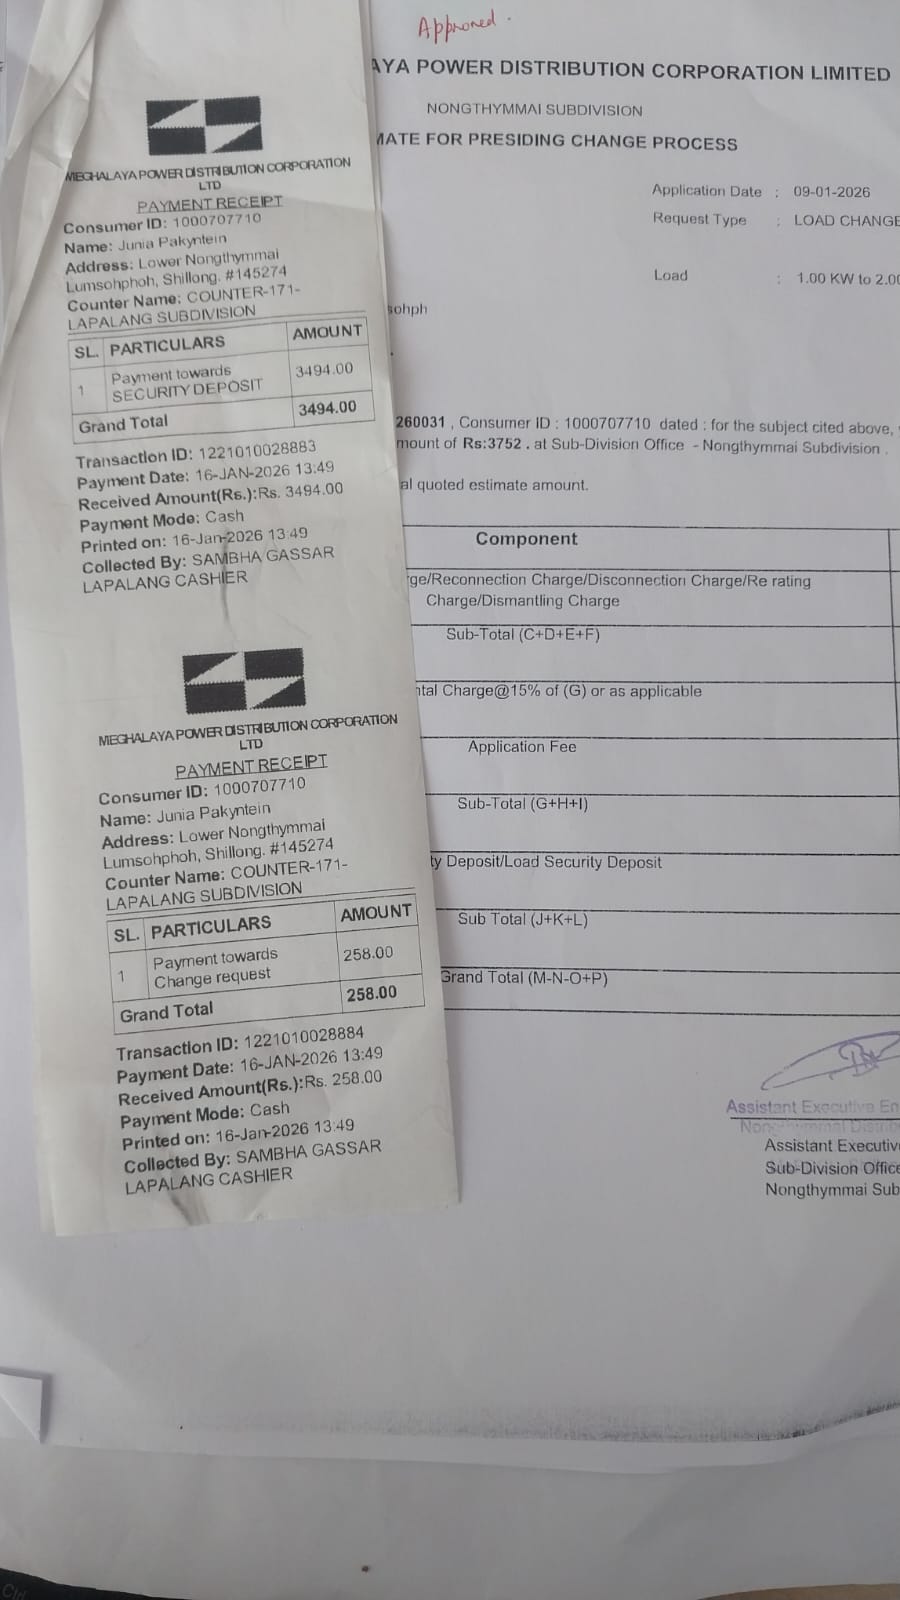 Approved.
AYA POWER DISTRIBUTION CORPORATION LIMITED
NONGTHYMMAI SUBDIVISION
MATE FOR PRESIDING CHANGE PROCESS
Application Date : 09-01-2026
Request Type : LOAD CHANGE
Load : 1.00 KW to 2.00
sohph
260031 , Consumer ID : 1000707710 dated : for the subject cited above,
mount of Rs:3752 . at Sub-Division Office - Nongthymmai Subdivision .
al quoted estimate amount.
Component
ge/Reconnection Charge/Disconnection Charge/Re rating
Charge/Dismantling Charge
Sub-Total (C+D+E+F)
ntal Charge@15% of (G) or as applicable
Application Fee
Sub-Total (G+H+I)
ty Deposit/Load Security Deposit
Sub Total (J+K+L)
Grand Total (M-N-O+P)
Assistant Executive En
Assistant Executiv
Sub-Division Office
Nongthymmai Sub
MEGHALAYA POWER DISTRIBUTION CORPORATION
LTD
PAYMENT RECEIPT
Consumer ID: 1000707710
Name: Junia Pakyntein
Address: Lower Nongthymmai
Lumsohphoh, Shillong. #145274
Counter Name: COUNTER-171-
LAPALANG SUBDIVISION
SL. PARTICULARS AMOUNT
1 Payment towards 3494.00
SECURITY DEPOSIT
Grand Total 3494.00
Transaction ID: 1221010028883
Payment Date: 16-JAN-2026 13:49
Received Amount(Rs.):Rs. 3494.00
Payment Mode: Cash
Printed on: 16-Jan-2026 13:49
Collected By: SAMBHA GASSAR
LAPALANG CASHIER
MEGHALAYA POWER DISTRIBUTION CORPORATION
LTD
PAYMENT RECEIPT
Consumer ID: 1000707710
Name: Junia Pakyntein
Address: Lower Nongthymmai
Lumsohphoh, Shillong. #145274
Counter Name: COUNTER-171-
LAPALANG SUBDIVISION
SL. PARTICULARS AMOUNT
1 Payment towards 258.00
Change request
Grand Total 258.00
Transaction ID: 1221010028884
Payment Date: 16-JAN-2026 13:49
Received Amount(Rs.):Rs. 258.00
Payment Mode: Cash
Printed on: 16-Jan-2026 13:49
Collected By: SAMBHA GASSAR
LAPALANG CASHIER
Ctrl